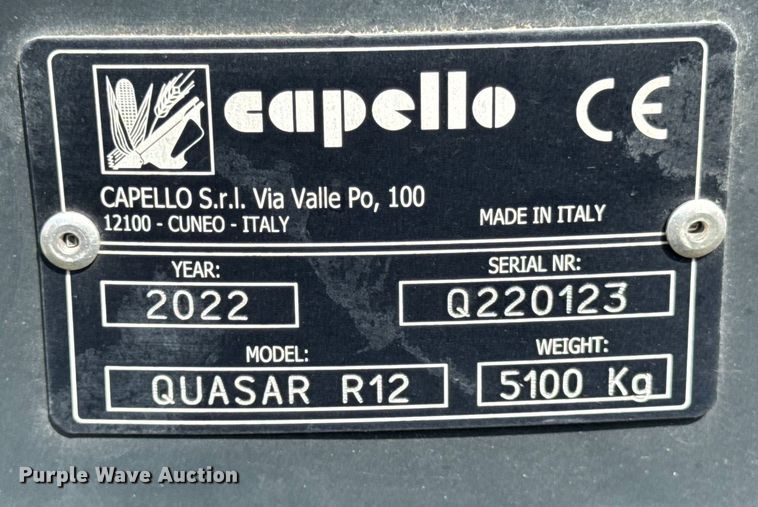 capello CE
CAPELLO S.r.l. Via Valle Po, 100
12100 - CUNEO - ITALY
MADE IN ITALY
YEAR:
2022
SERIAL NR:
Q220123
MODEL:
QUASAR R12
WEIGHT:
5100 Kg
Purple Wave Auction